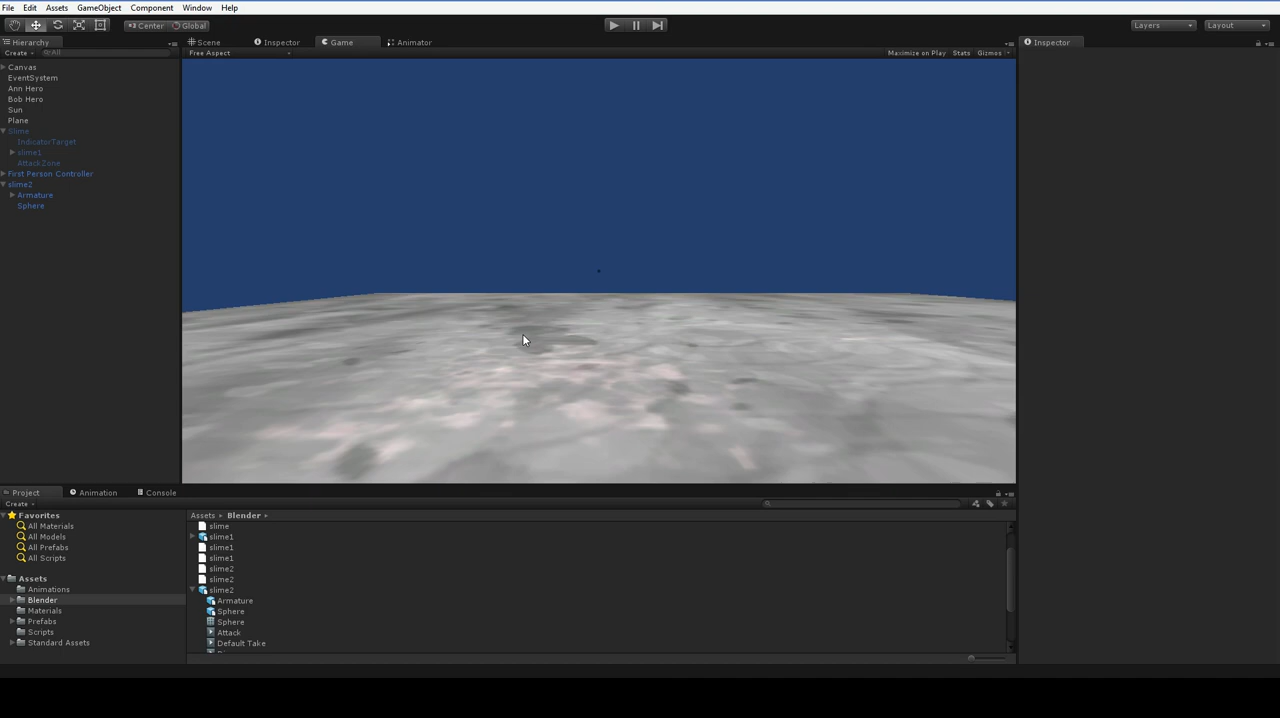 File Edit Assets GameObject Component Window Help
Center Global Layers Layout
Hierarchy Scene Inspector Game Animator Inspector
Create All Free Aspect Maximize on Play Stats Gizmos
Canvas
EventSystem
Ann Hero
Bob Hero
Sun
Plane
Slime
IndicatorTarget
slime1
AttackZone
First Person Controller
slime2
Armature
Sphere
Project Animation Console
Create
Favorites
All Materials
All Models
All Prefabs
All Scripts
Assets
Animations
Blender
Materials
Prefabs
Scripts
Standard Assets
Assets Blender
slime
slime1
slime1
slime1
slime2
slime2
slime2
Armature
Sphere
Sphere
Attack
Default Take